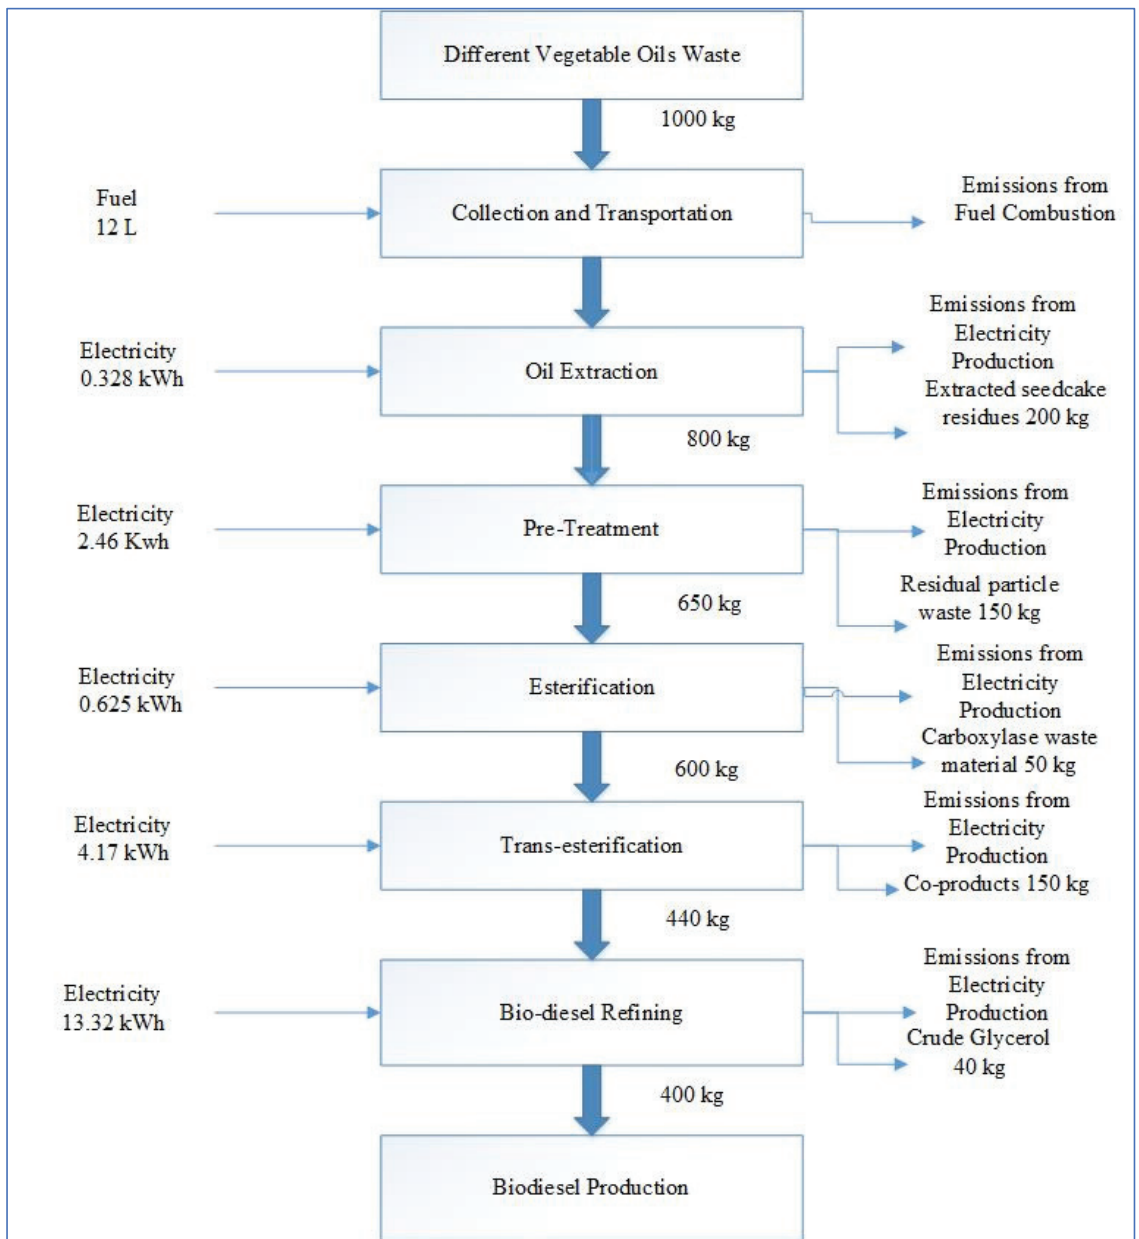 Different Vegetable Oils Waste
1000 kg
Fuel
12 L
Collection and Transportation
Emissions from
Fuel Combustion
Electricity
0.328 kWh
Oil Extraction
Emissions from
Electricity
Production
Extracted seedcake
residues 200 kg
800 kg
Electricity
2.46 Kwh
Pre-Treatment
Emissions from
Electricity
Production
Residual particle
waste 150 kg
650 kg
Electricity
0.625 kWh
Esterification
Emissions from
Electricity
Production
Carboxylase waste
material 50 kg
600 kg
Electricity
4.17 kWh
Trans-esterification
Emissions from
Electricity
Production
Co-products 150 kg
440 kg
Electricity
13.32 kWh
Bio-diesel Refining
Emissions from
Electricity
Production
Crude Glycerol
40 kg
400 kg
Biodiesel Production